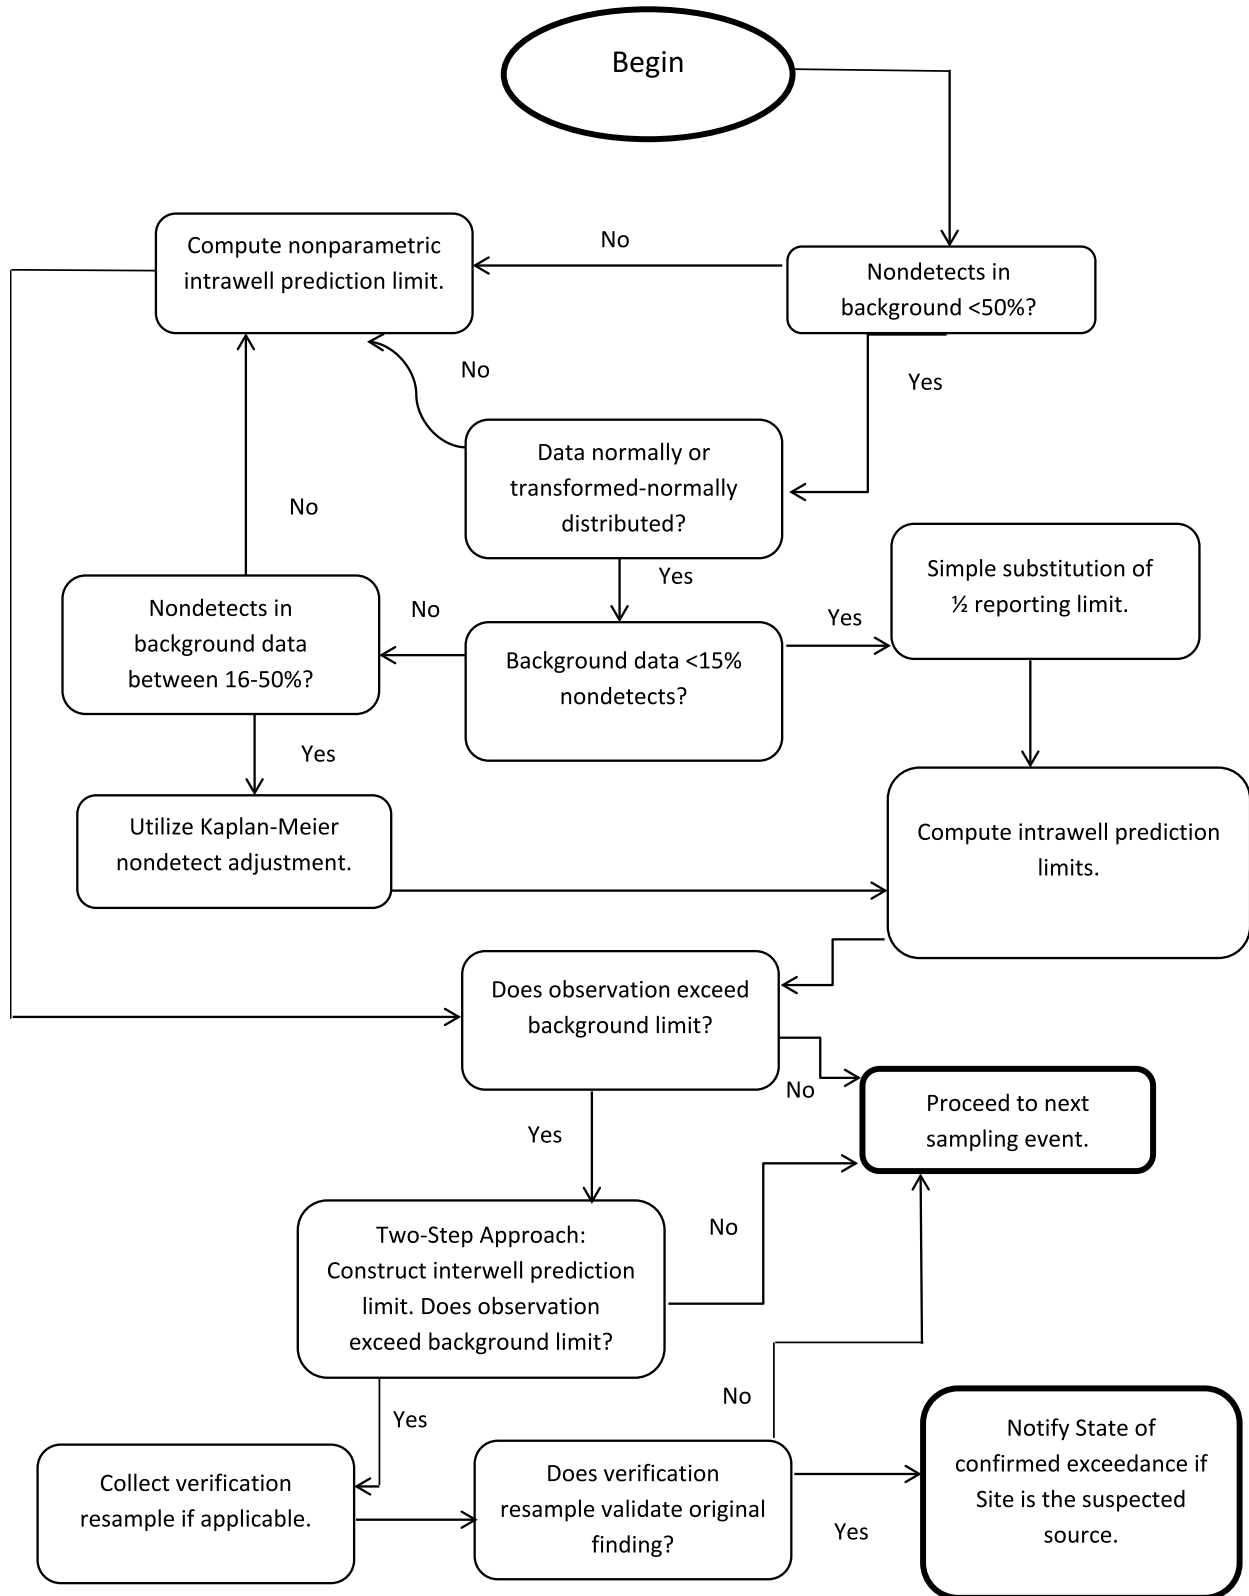 Begin
Compute nonparametric
intrawell prediction limit.
No
Nondetects in
background <50%?
No
Yes
Data normally or
transformed-normally
distributed?
No
Yes
Simple substitution of
½ reporting limit.
Nondetects in
background data
between 16-50%?
No
Background data <15%
nondetects?
Yes
Yes
Utilize Kaplan-Meier
nondetect adjustment.
Compute intrawell prediction
limits.
Does observation exceed
background limit?
No
Proceed to next
sampling event.
Yes
Two-Step Approach:
Construct interwell prediction
limit. Does observation
exceed background limit?
No
Yes
No
Collect verification
resample if applicable.
Does verification
resample validate original
finding?
Yes
Notify State of
confirmed exceedance if
Site is the suspected
source.